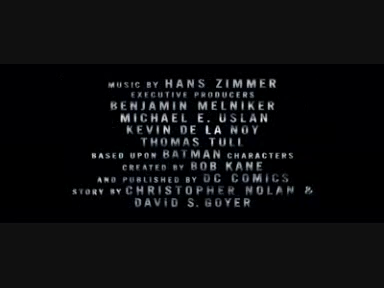 MUSIC BY HANS ZIMMER
EXECUTIVE PRODUCERS
BENJAMIN MELNIKER
MICHAEL E. USLAN
KEVIN DE LA NOY
THOMAS TULL
BASED UPON BATMAN CHARACTERS
CREATED BY BOB KANE
AND PUBLISHED BY DC COMICS
STORY BY CHRISTOPHER NOLAN &
DAVID S. GOYER